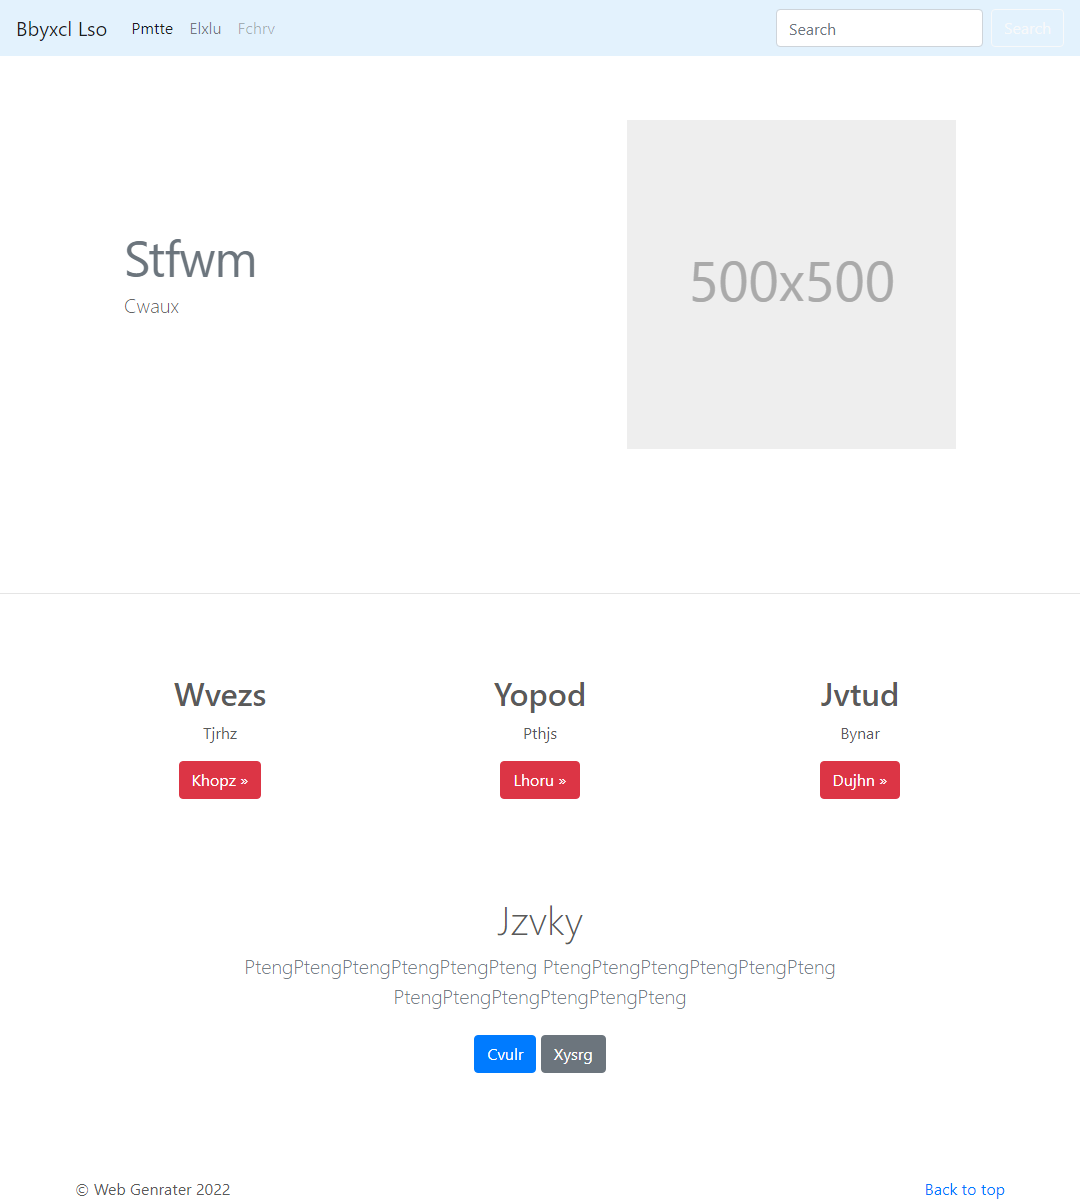 Bbyxcl Lso Pmtte Elxlu Fchrv Search Search
500x500
Stfwm
Cwaux
Wvezs Yopod Jvtud
Tjrhz Pthjs Bynar
Khopz » Lhoru » Dujhn »
Jzvky
PtengPtengPtengPtengPtengPteng PtengPtengPtengPtengPtengPteng
PtengPtengPtengPtengPtengPteng
Cvulr Xysrg
© Web Genrater 2022 Back to top